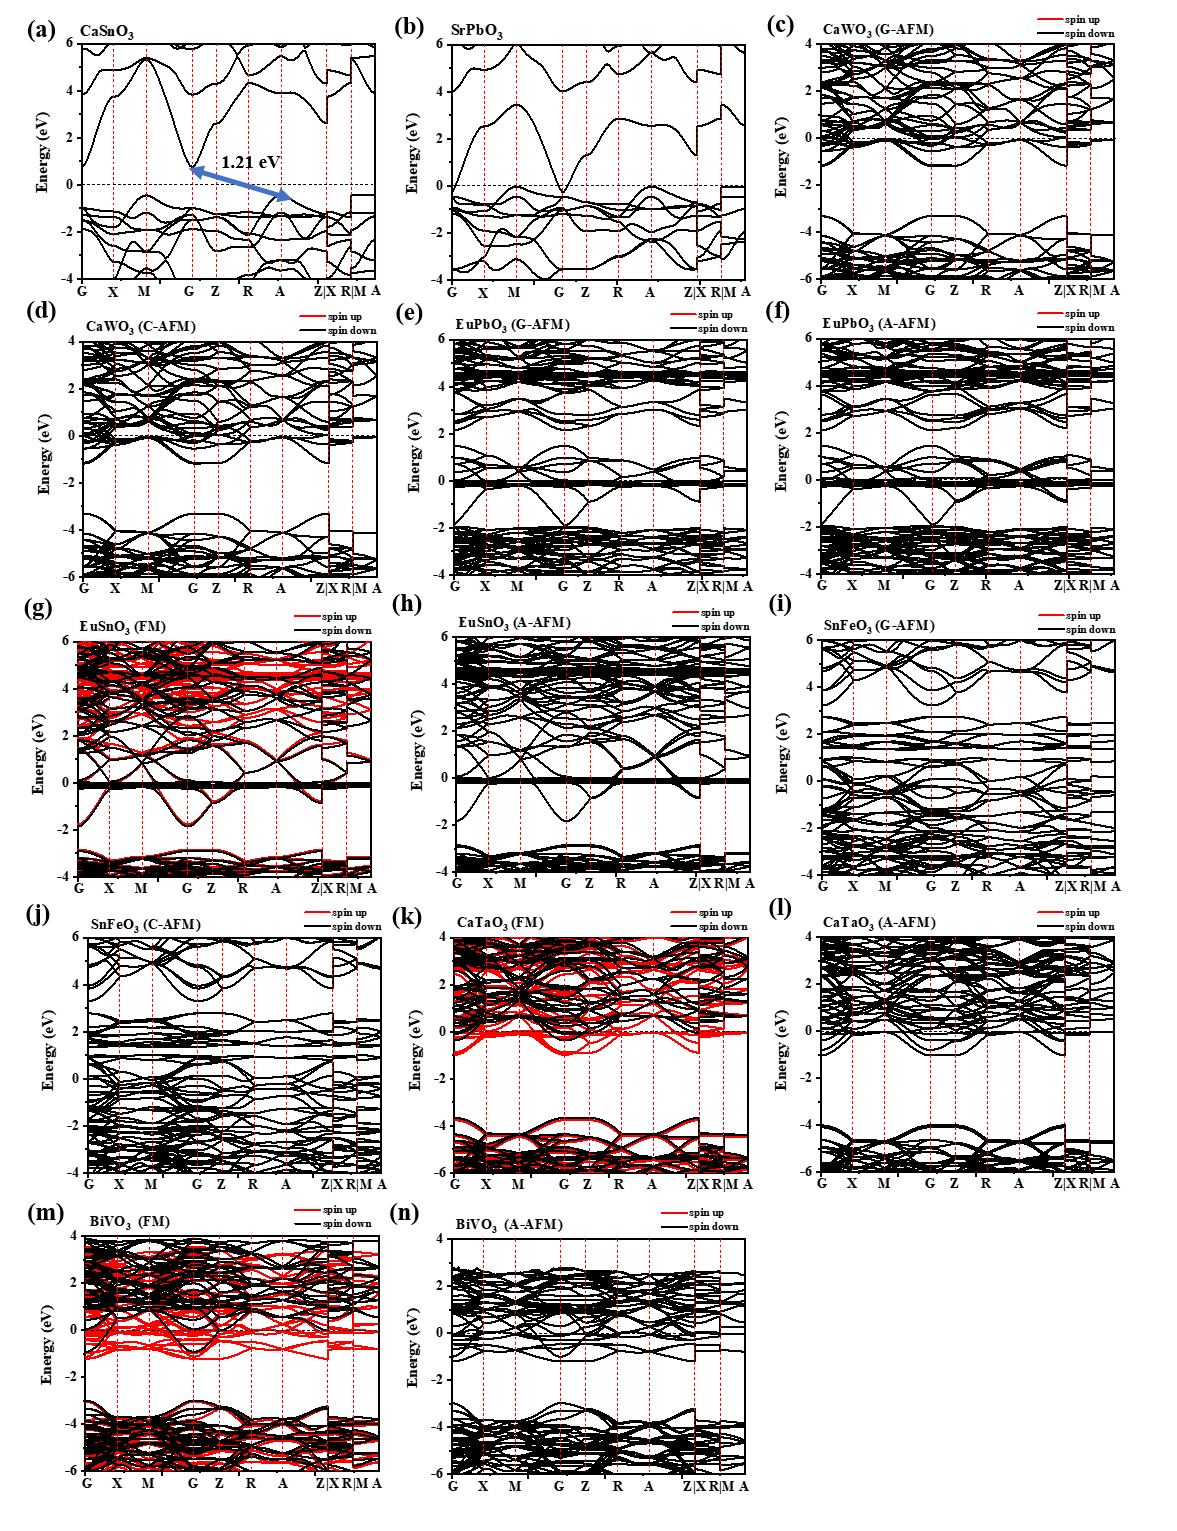 (a)
CaSnO3
Energy (eV)
6
4
2
0
-2
-4
1.21 eV
G X M G Z R A Z|X R|M A
(b)
SrPbO3
Energy (eV)
6
4
2
0
-2
-4
G X M G Z R A Z|X R|M A
(c)
CaWO3 (G-AFM)
spin up
spin down
Energy (eV)
4
2
0
-2
-4
-6
G X M G Z R A Z|X R|M A
(d)
CaWO3 (C-AFM)
spin up
spin down
Energy (eV)
4
2
0
-2
-4
-6
G X M G Z R A Z|X R|M A
(e)
EuPbO3 (G-AFM)
spin up
spin down
Energy (eV)
6
4
2
0
-2
-4
G X M G Z R A Z|X R|M A
(f)
EuPbO3 (A-AFM)
spin up
spin down
Energy (eV)
6
4
2
0
-2
-4
G X M G Z R A Z|X R|M A
(g)
EuSnO3 (FM)
spin up
spin down
Energy (eV)
6
4
2
0
-2
-4
G X M G Z R A Z|X R|M A
(h)
EuSnO3 (A-AFM)
spin up
spin down
Energy (eV)
6
4
2
0
-2
-4
G X M G Z R A Z|X R|M A
(i)
SnFeO3 (G-AFM)
spin up
spin down
Energy (eV)
6
4
2
0
-2
-4
G X M G Z R A Z|X R|M A
(j)
SnFeO3 (C-AFM)
spin up
spin down
Energy (eV)
6
4
2
0
-2
-4
G X M G Z R A Z|X R|M A
(k)
CaTaO3 (FM)
spin up
spin down
Energy (eV)
4
2
0
-2
-4
-6
G X M G Z R A Z|X R|M A
(l)
CaTaO3 (A-AFM)
spin up
spin down
Energy (eV)
4
2
0
-2
-4
-6
G X M G Z R A Z|X R|M A
(m)
BiVO3 (FM)
spin up
spin down
Energy (eV)
4
2
0
-2
-4
-6
G X M G Z R A Z|X R|M A
(n)
BiVO3 (A-AFM)
spin up
spin down
Energy (eV)
4
2
0
-2
-4
-6
G X M G Z R A Z|X R|M A